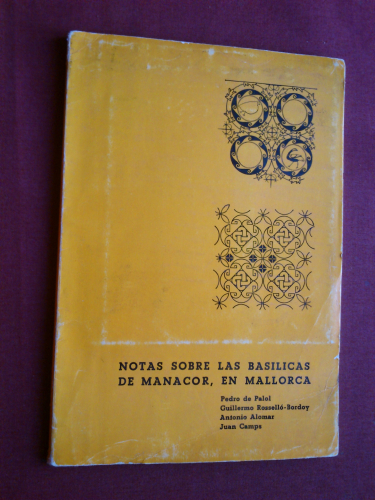 NOTAS SOBRE LAS BASILICAS
DE MANACOR, EN MALLORCA
Pedro de Palol
Guillermo Rosselló-Bordoy
Antonio Alomar
Juan Camps